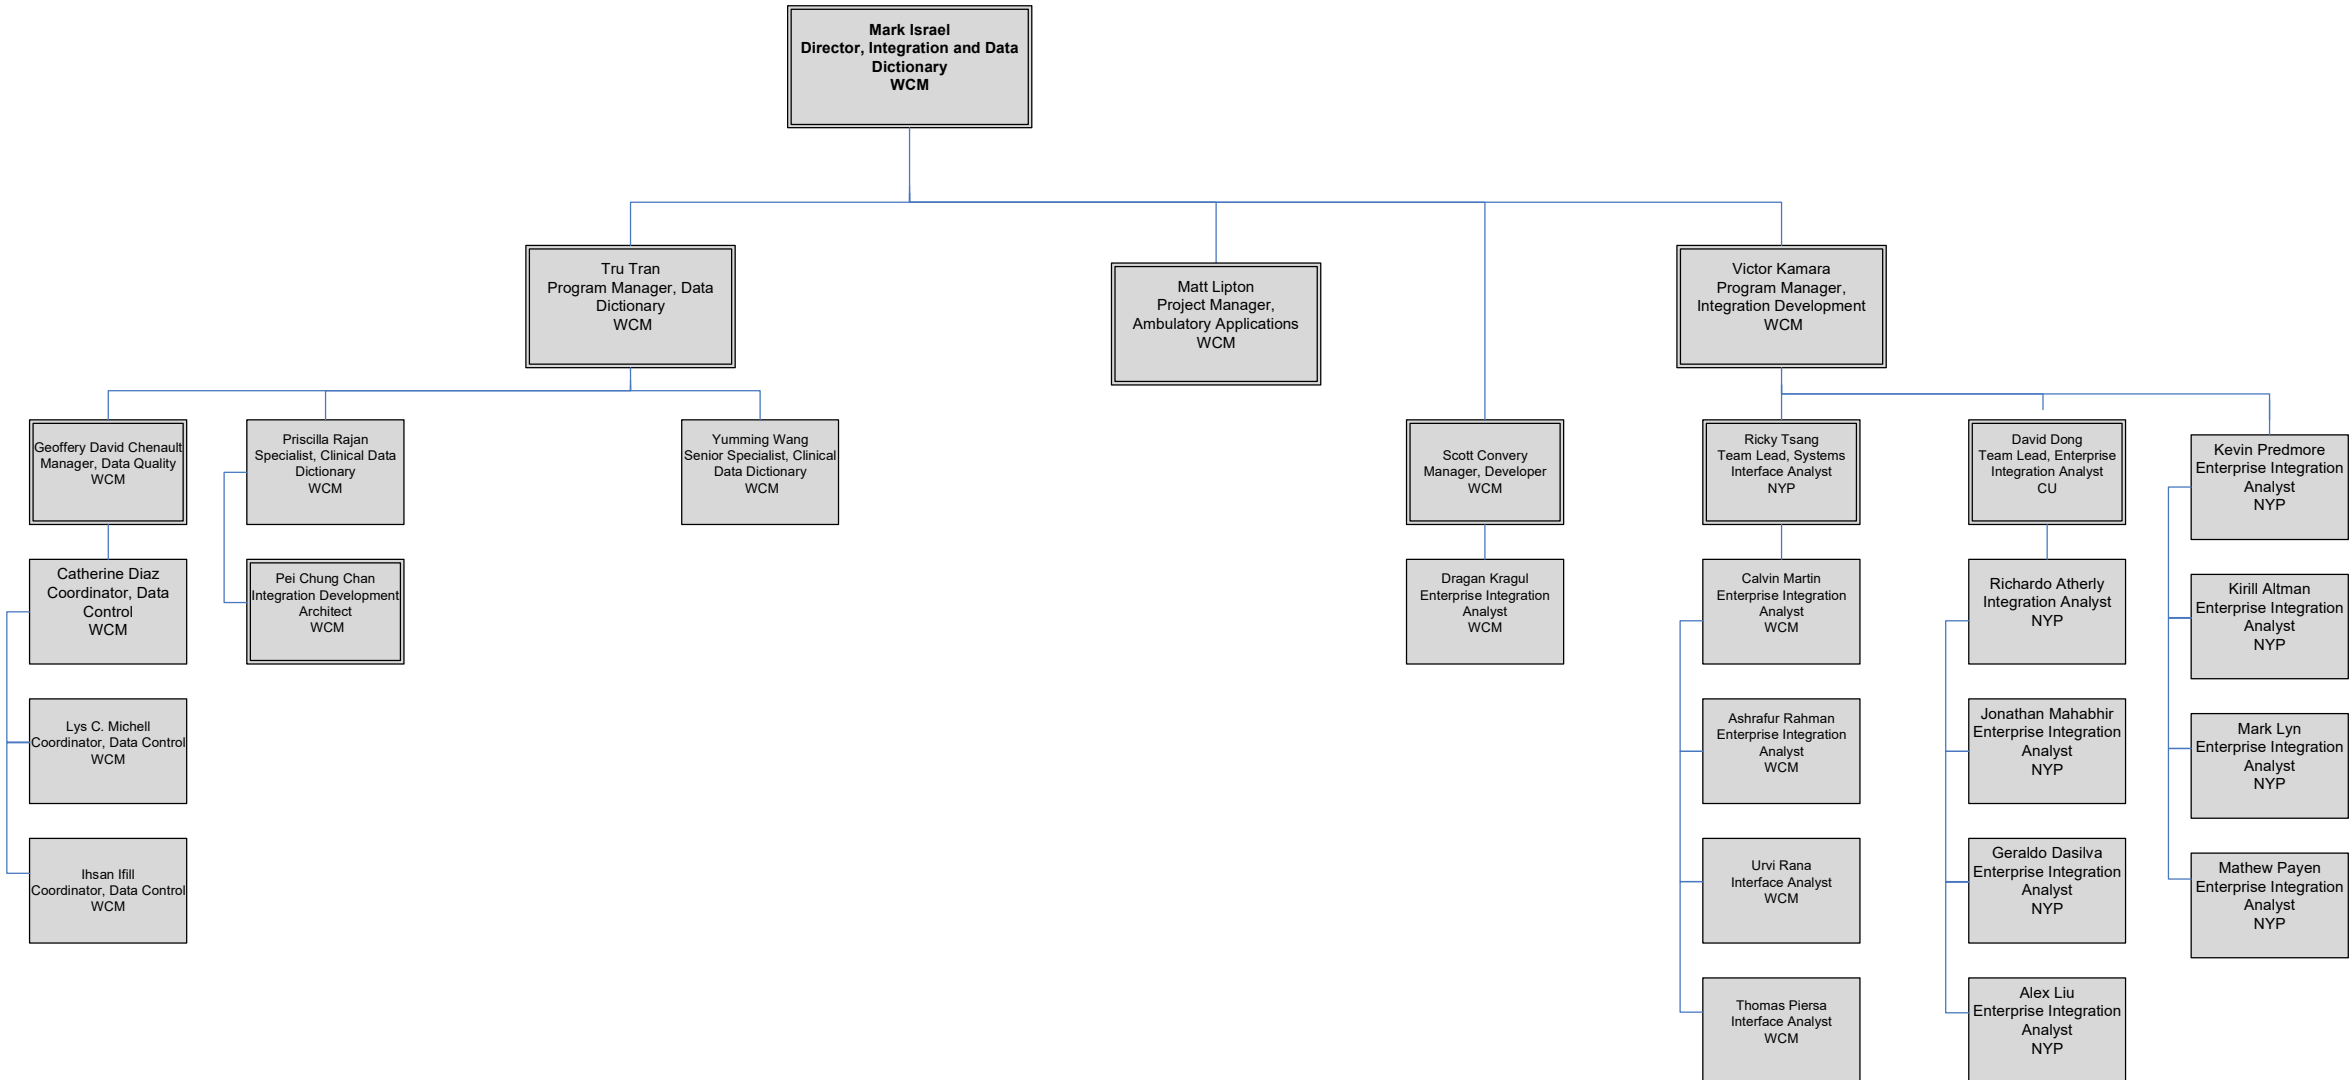 Mark Israel
Director, Integration and Data
Dictionary
WCM
Tru Tran
Program Manager, Data
Dictionary
WCM
Matt Lipton
Project Manager,
Ambulatory Applications
WCM
Victor Kamara
Program Manager,
Integration Development
WCM
Geoffery David Chenault
Manager, Data Quality
WCM
Priscilla Rajan
Specialist, Clinical Data
Dictionary
WCM
Yumming Wang
Senior Specialist, Clinical
Data Dictionary
WCM
Scott Convery
Manager, Developer
WCM
Ricky Tsang
Team Lead, Systems
Interface Analyst
NYP
David Dong
Team Lead, Enterprise
Integration Analyst
CU
Kevin Predmore
Enterprise Integration
Analyst
NYP
Catherine Diaz
Coordinator, Data
Control
WCM
Pei Chung Chan
Integration Development
Architect
WCM
Dragan Kragul
Enterprise Integration
Analyst
WCM
Calvin Martin
Enterprise Integration
Analyst
WCM
Richardo Atherly
Integration Analyst
NYP
Kirill Altman
Enterprise Integration
Analyst
NYP
Lys C. Michell
Coordinator, Data Control
WCM
Ashrafur Rahman
Enterprise Integration
Analyst
WCM
Jonathan Mahabhir
Enterprise Integration
Analyst
NYP
Mark Lyn
Enterprise Integration
Analyst
NYP
Ihsan Ifill
Coordinator, Data Control
WCM
Urvi Rana
Interface Analyst
WCM
Geraldo Dasilva
Enterprise Integration
Analyst
NYP
Mathew Payen
Enterprise Integration
Analyst
NYP
Thomas Piersa
Interface Analyst
WCM
Alex Liu
Enterprise Integration
Analyst
NYP